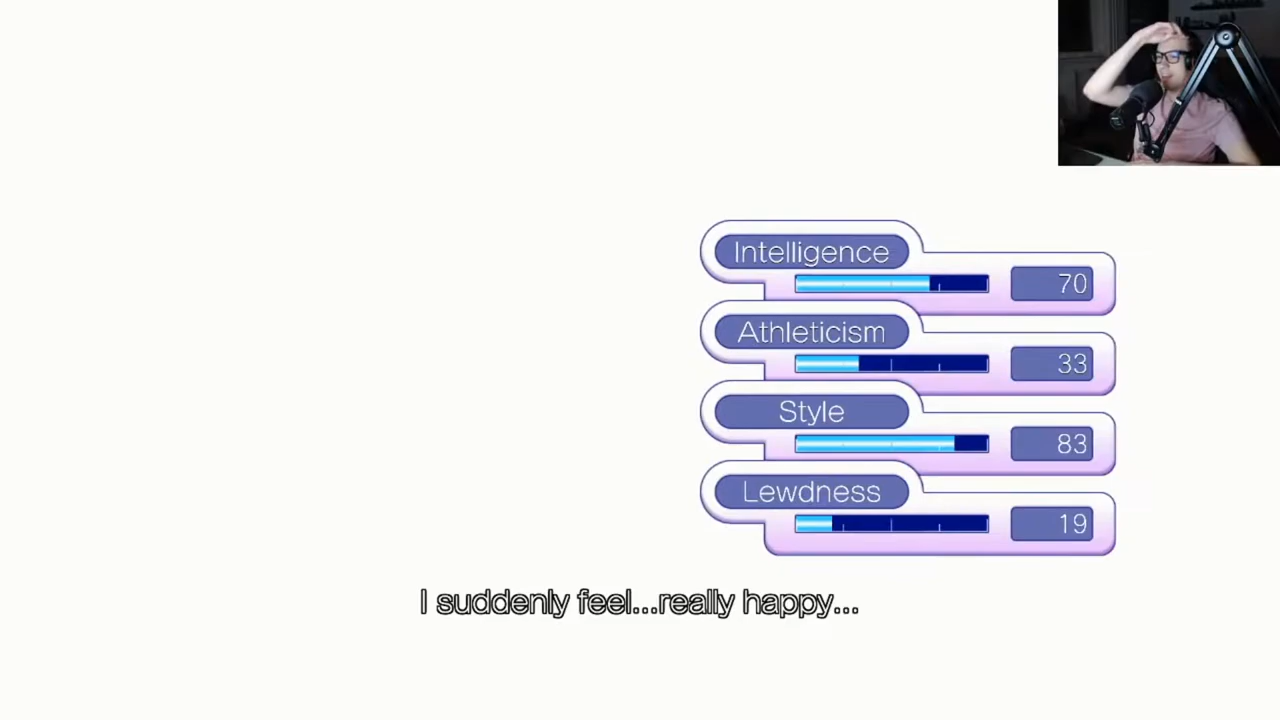 Intelligence
70
Athleticism
33
Style
83
Lewdness
19
I suddenly feel...really happy...